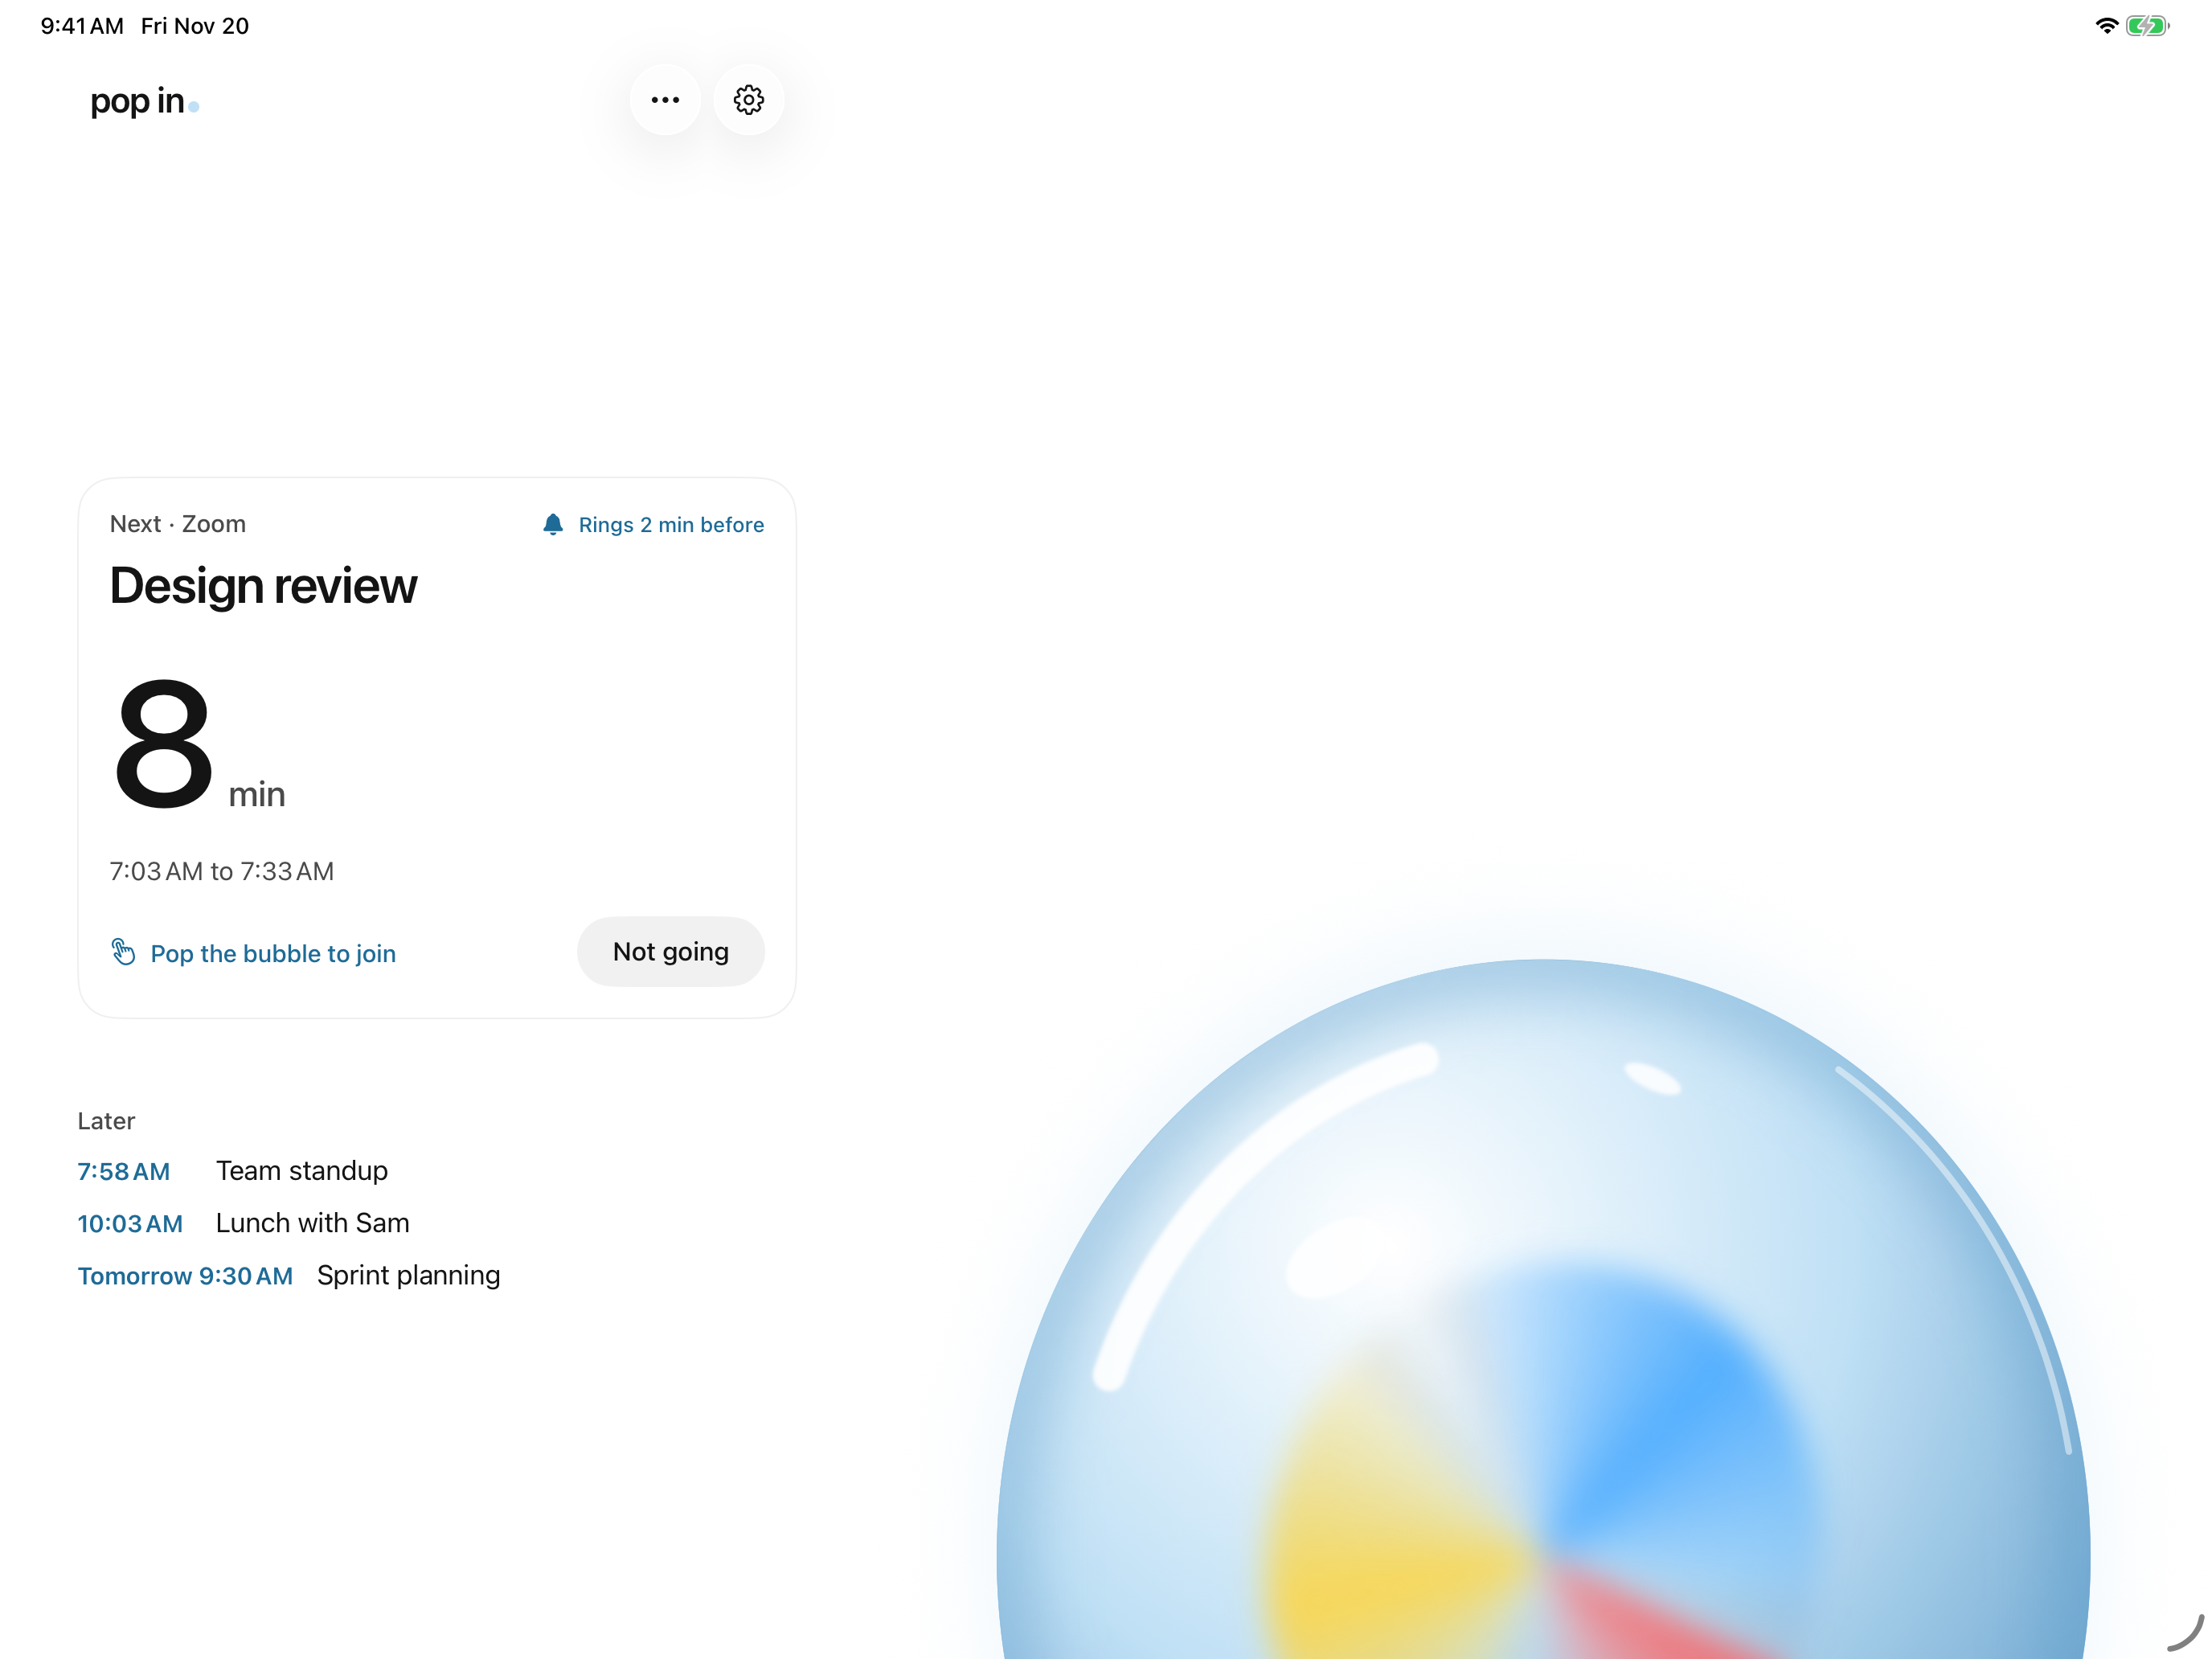 9:41 AM Fri Nov 20
pop in
Next · Zoom
Rings 2 min before
Design review
8 min
7:03 AM to 7:33 AM
Pop the bubble to join
Not going
Later
7:58 AM Team standup
10:03 AM Lunch with Sam
Tomorrow 9:30 AM Sprint planning